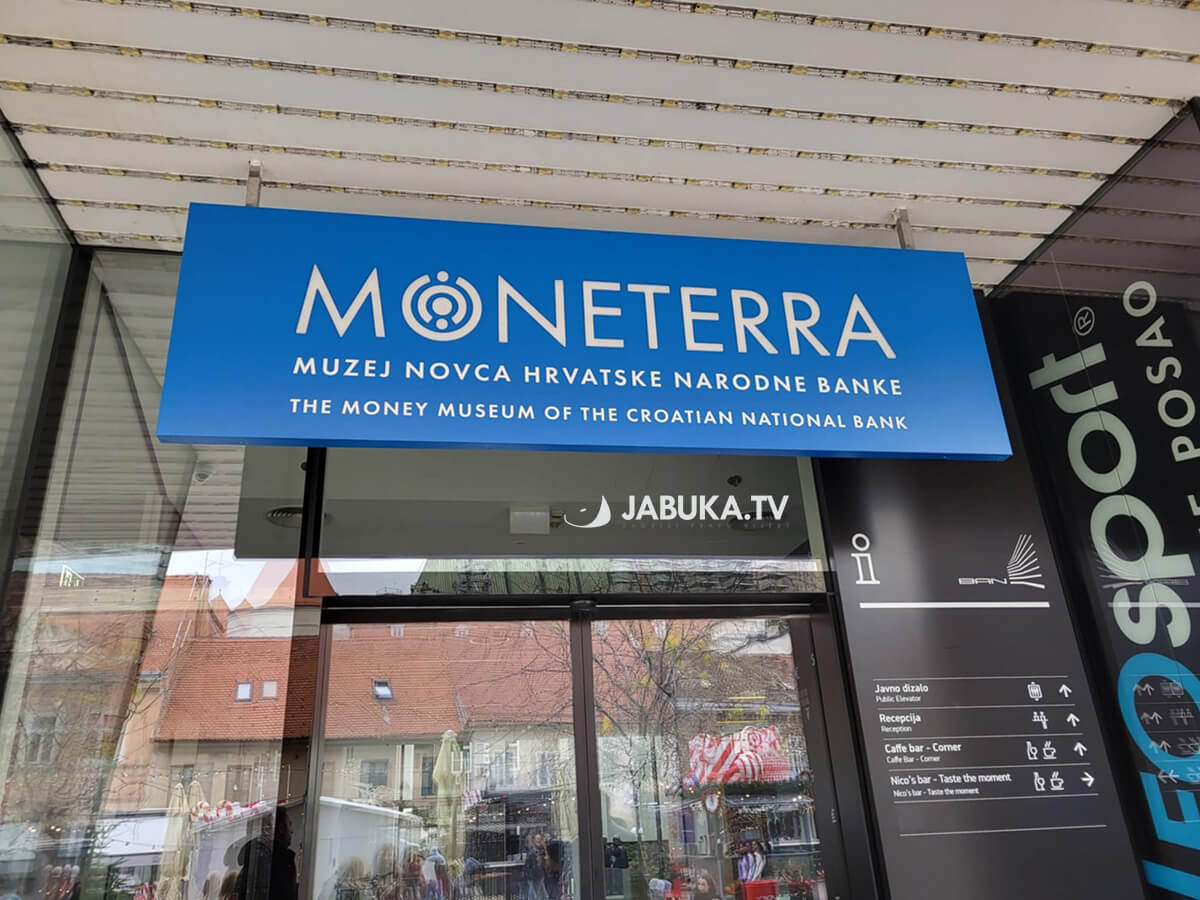 MONETERRA
MUZEJ NOVCA HRVATSKE NARODNE BANKE
THE MONEY MUSEUM OF THE CROATIAN NATIONAL BANK
JABUKA.TV
i
BAN
Javno dizalo
Public Elevator
Recepcija
Reception
Caffe bar - Corner
Caffe Bar - Corner
Nico's bar - Taste the moment
Nico's bar - Taste the moment
sport®
POSAO